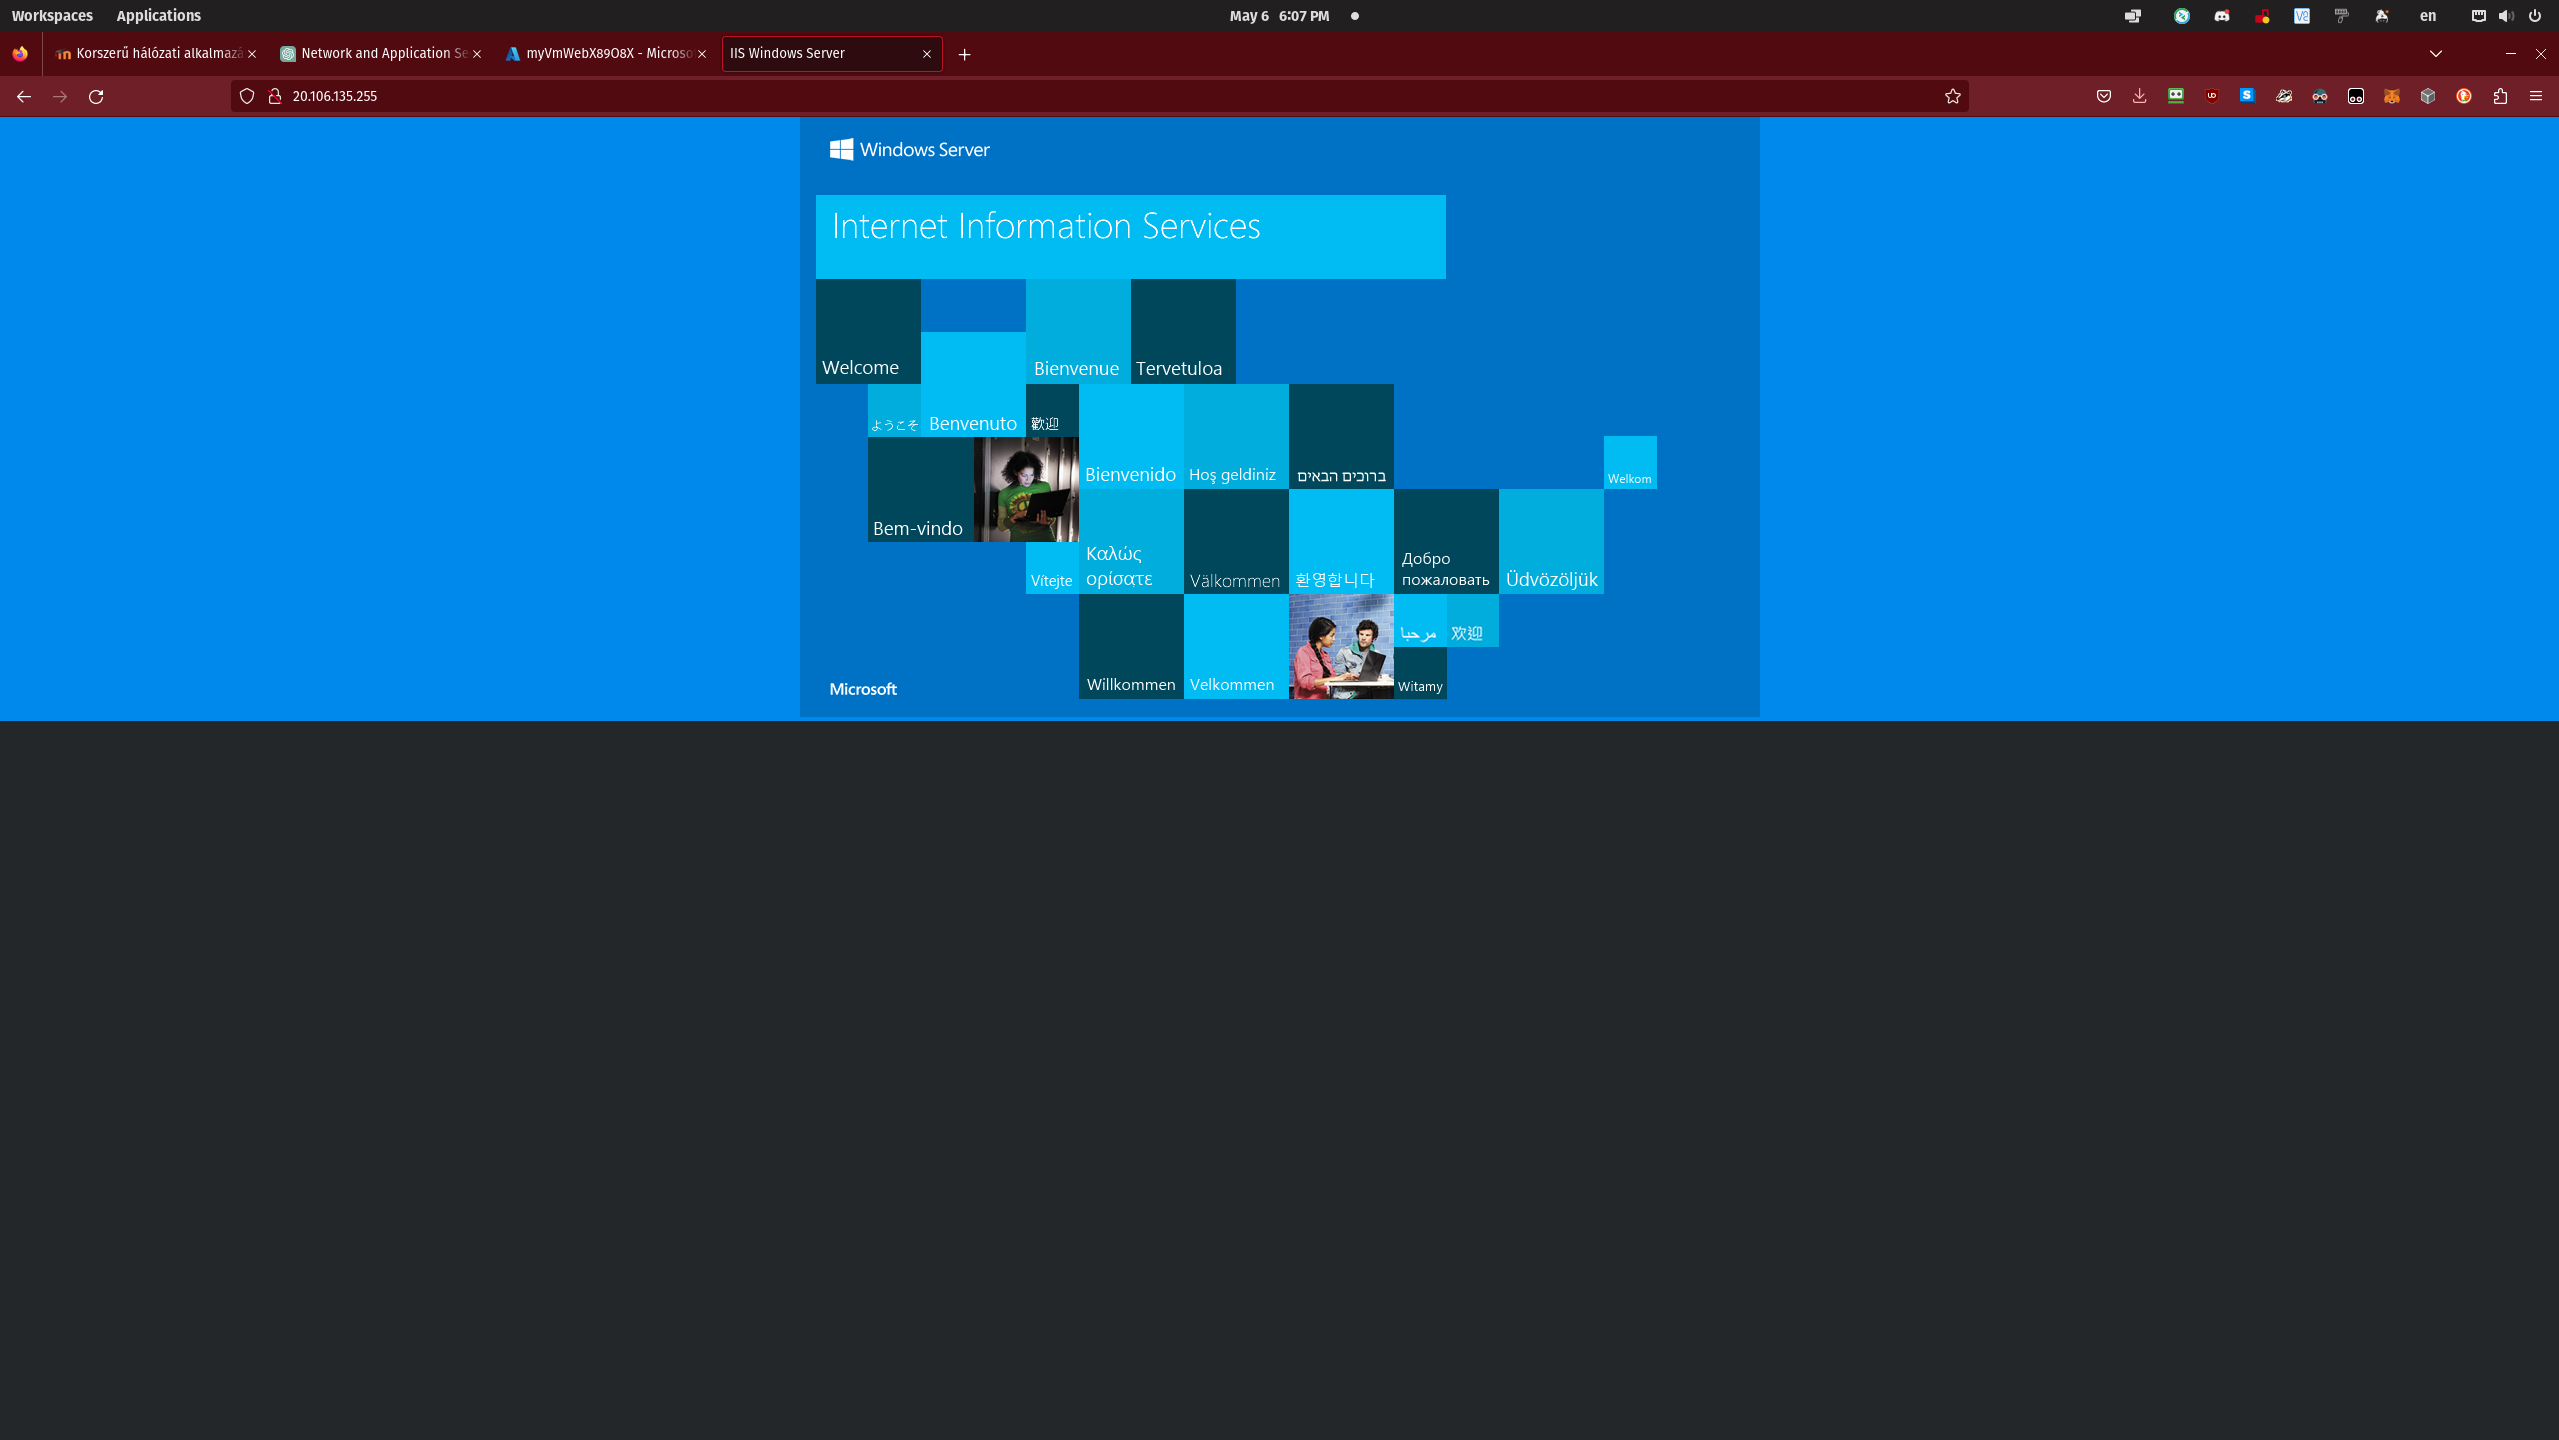 Workspaces Applications May 6 6:07 PM en
Korszerű hálózati alkalmazá Network and Application Se myVmWebX89O8X - Microso IIS Windows Server
20.106.135.255
Windows Server
Internet Information Services
Welcome
Bienvenue
Tervetuloa
ようこそ
Benvenuto
歡迎
Bienvenido
Hoş geldiniz
ברוכים הבאים
Welkom
Bem-vindo
Vítejte
Καλώς
ορίσατε
Välkommen
환영합니다
Добро
пожаловать
Üdvözöljük
مرحبا
欢迎
Willkommen
Velkommen
Witamy
Microsoft